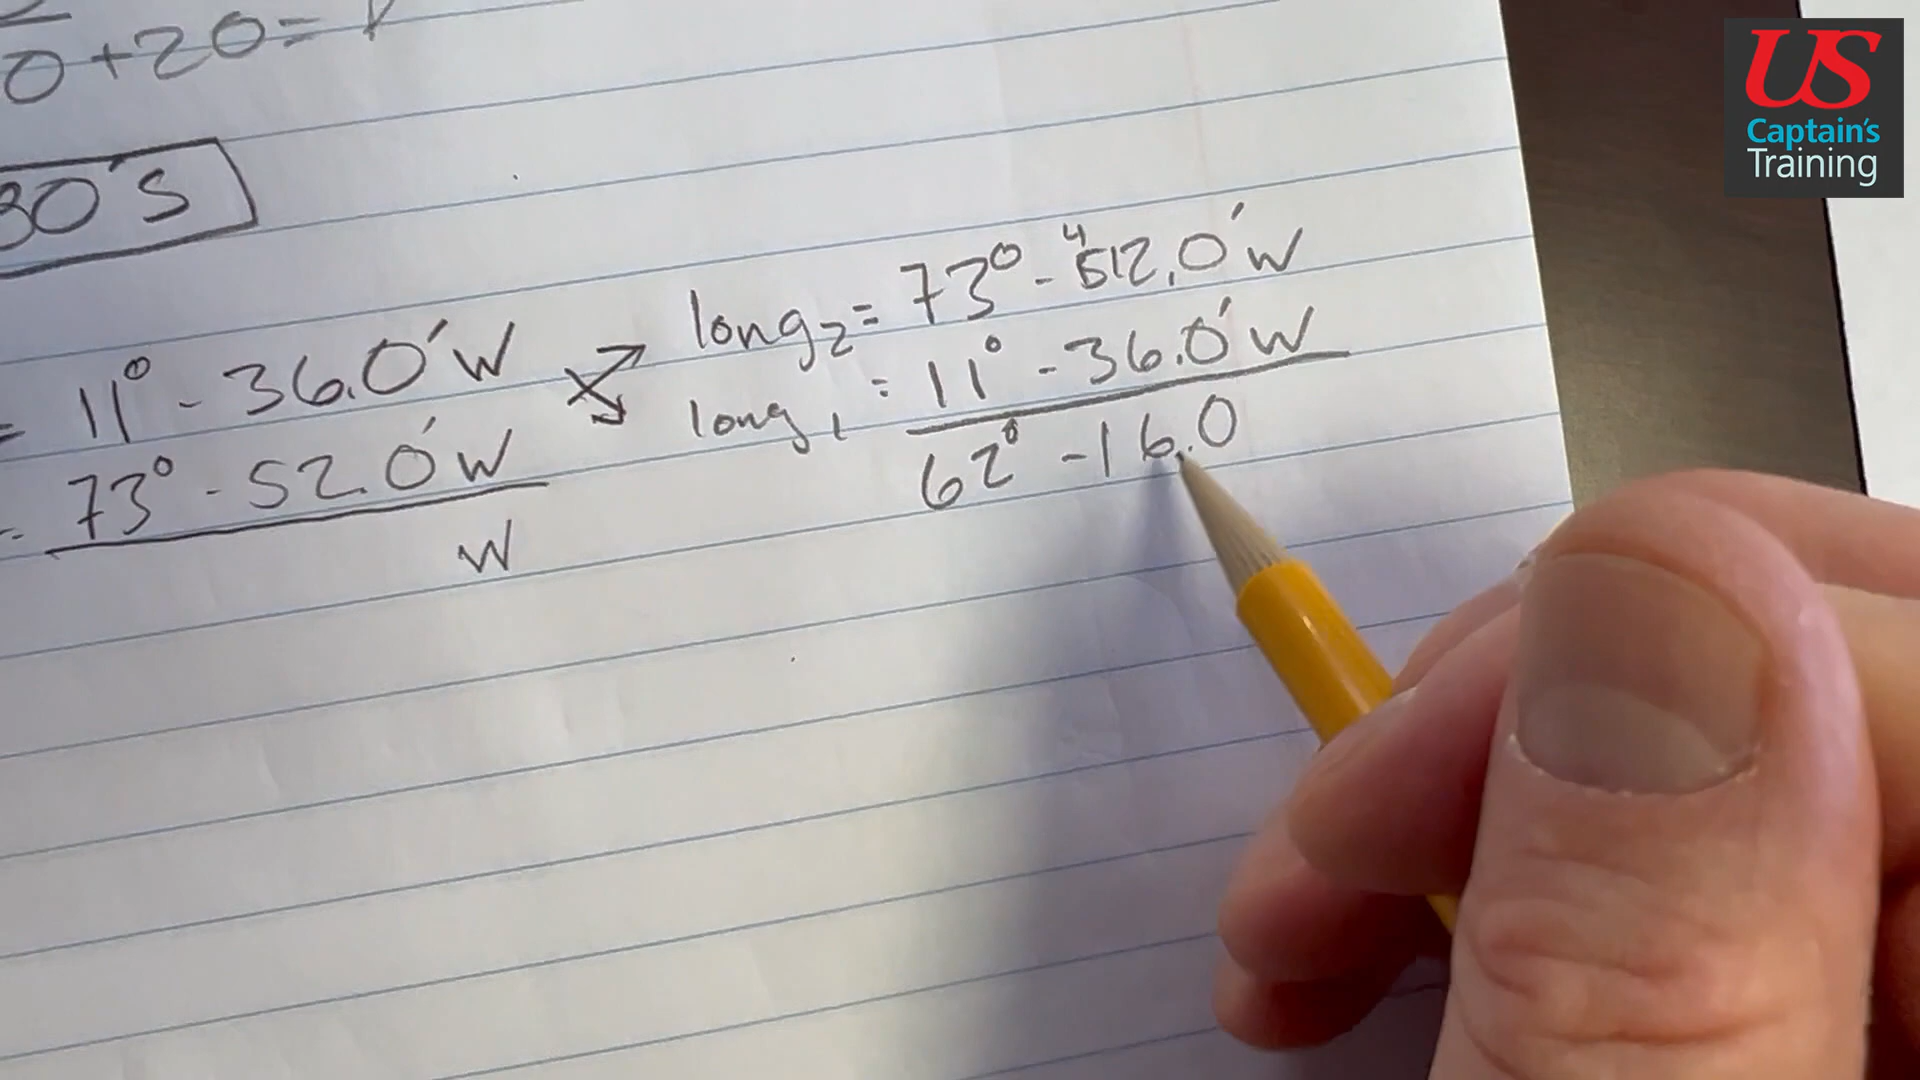 0+20=
30'S
= 11° - 36.0'W
73° - 52.0'W
W
long2 = 73° - 4512.0'W
long1 = 11° - 36.0'W
62° - 16.0
US
Captain's
Training